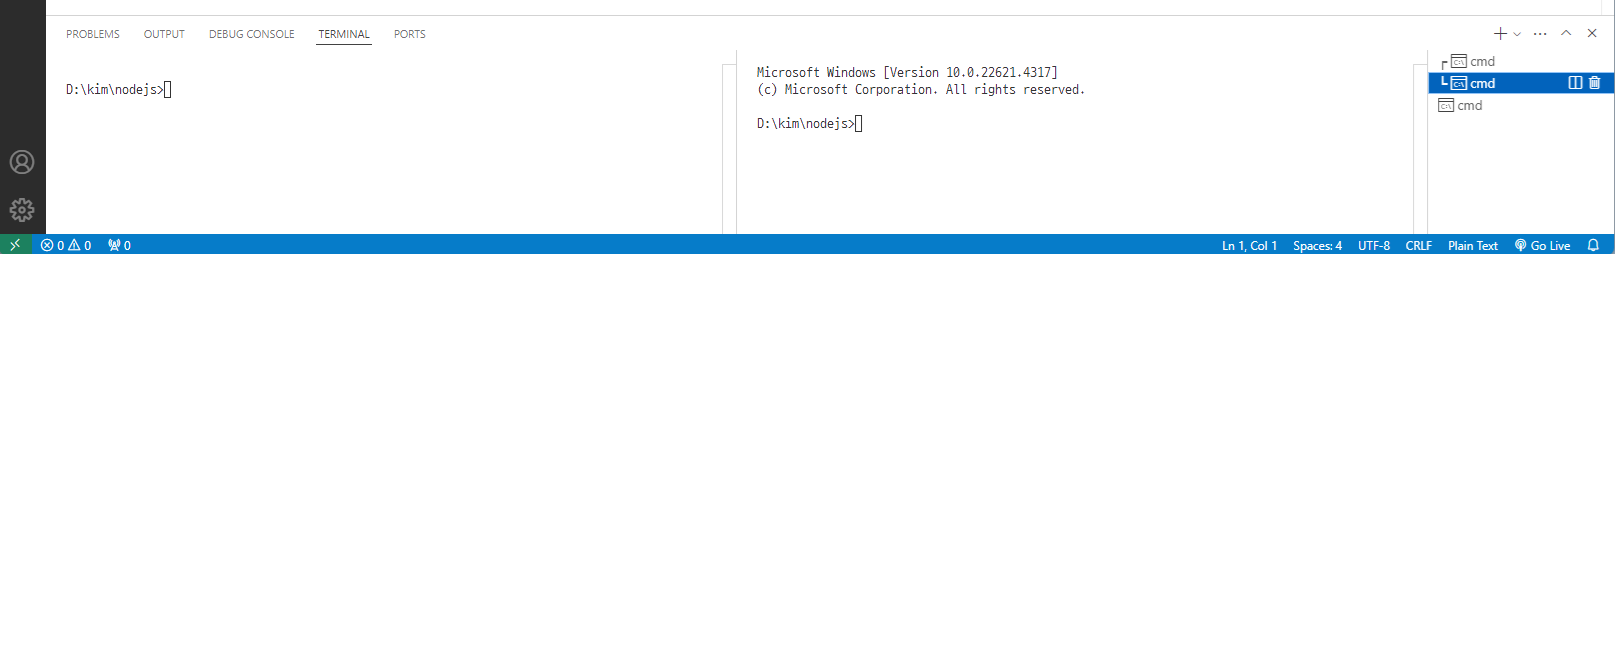 PROBLEMS OUTPUT DEBUG CONSOLE TERMINAL PORTS
D:\kim\nodejs>
Microsoft Windows [Version 10.0.22621.4317]
(c) Microsoft Corporation. All rights reserved.
D:\kim\nodejs>
cmd
cmd
cmd
0 0 0 Ln 1, Col 1 Spaces: 4 UTF-8 CRLF Plain Text Go Live